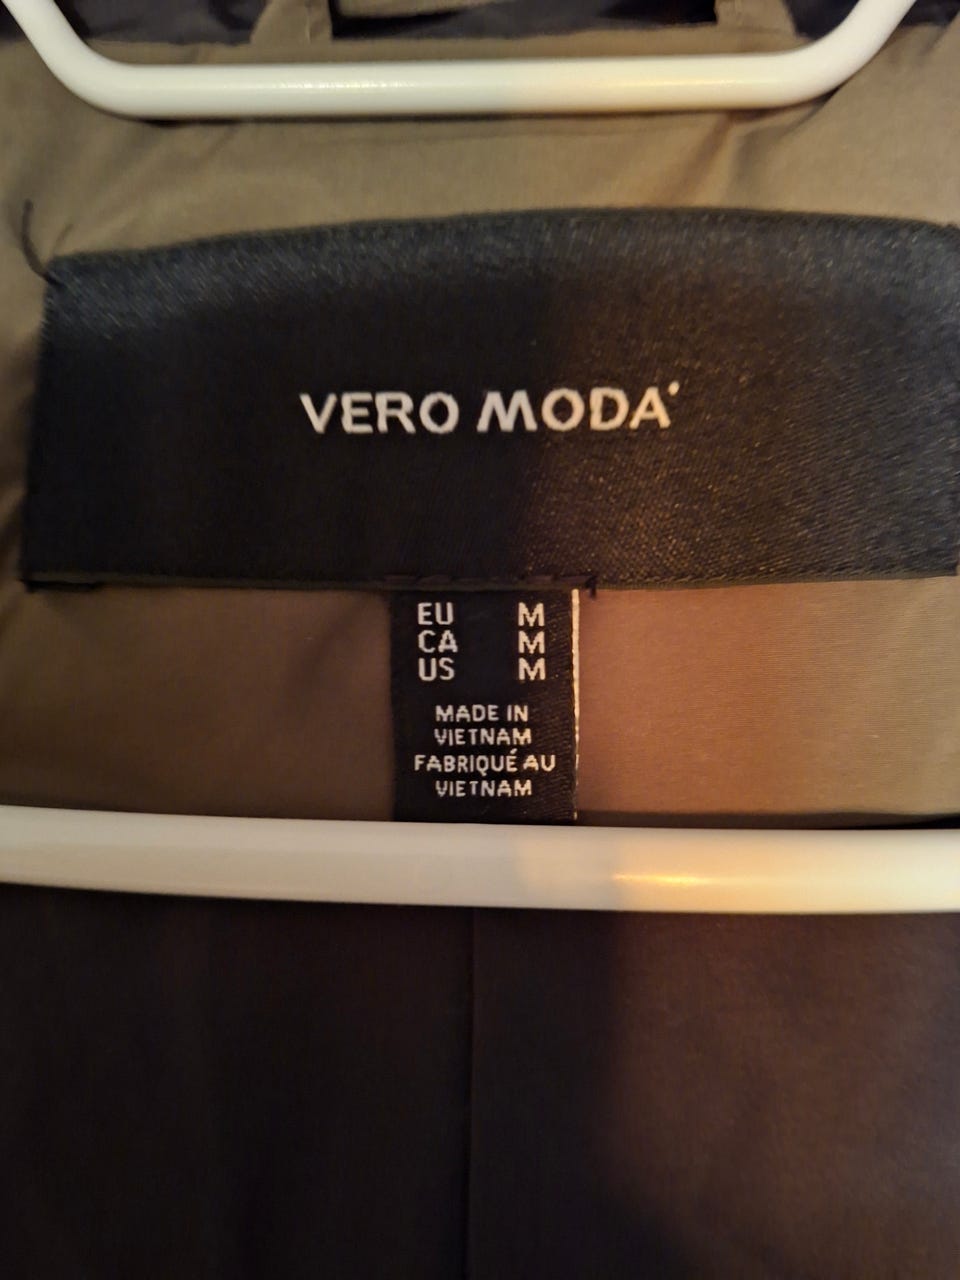 VERO MODA
EU M
CA M
US M
MADE IN
VIETNAM
FABRIQUÉ AU
VIETNAM